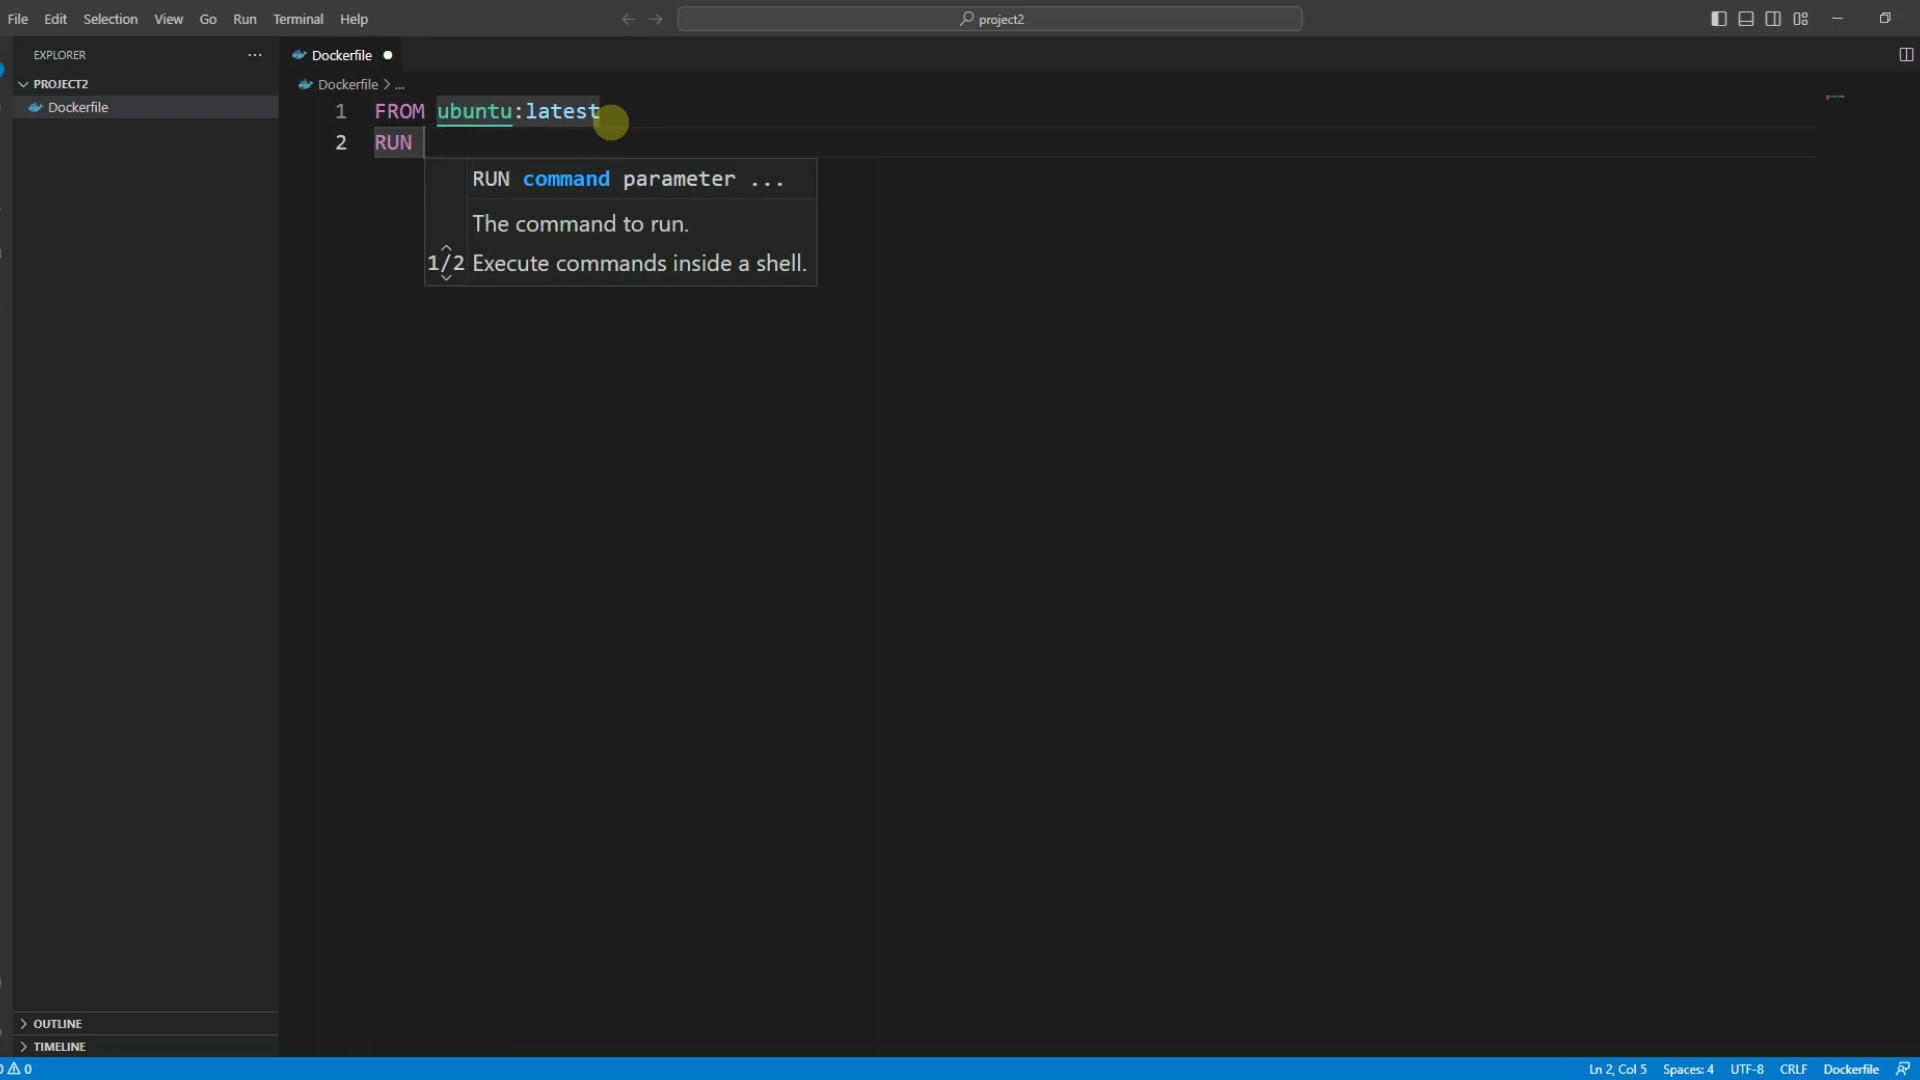 File Edit Selection View Go Run Terminal Help project2
EXPLORER
PROJECT2
Dockerfile
Dockerfile
Dockerfile > ...
1 FROM ubuntu:latest
2 RUN
RUN command parameter ...
The command to run.
1/2 Execute commands inside a shell.
OUTLINE
TIMELINE
0 Ln 2, Col 5 Spaces: 4 UTF-8 CRLF Dockerfile